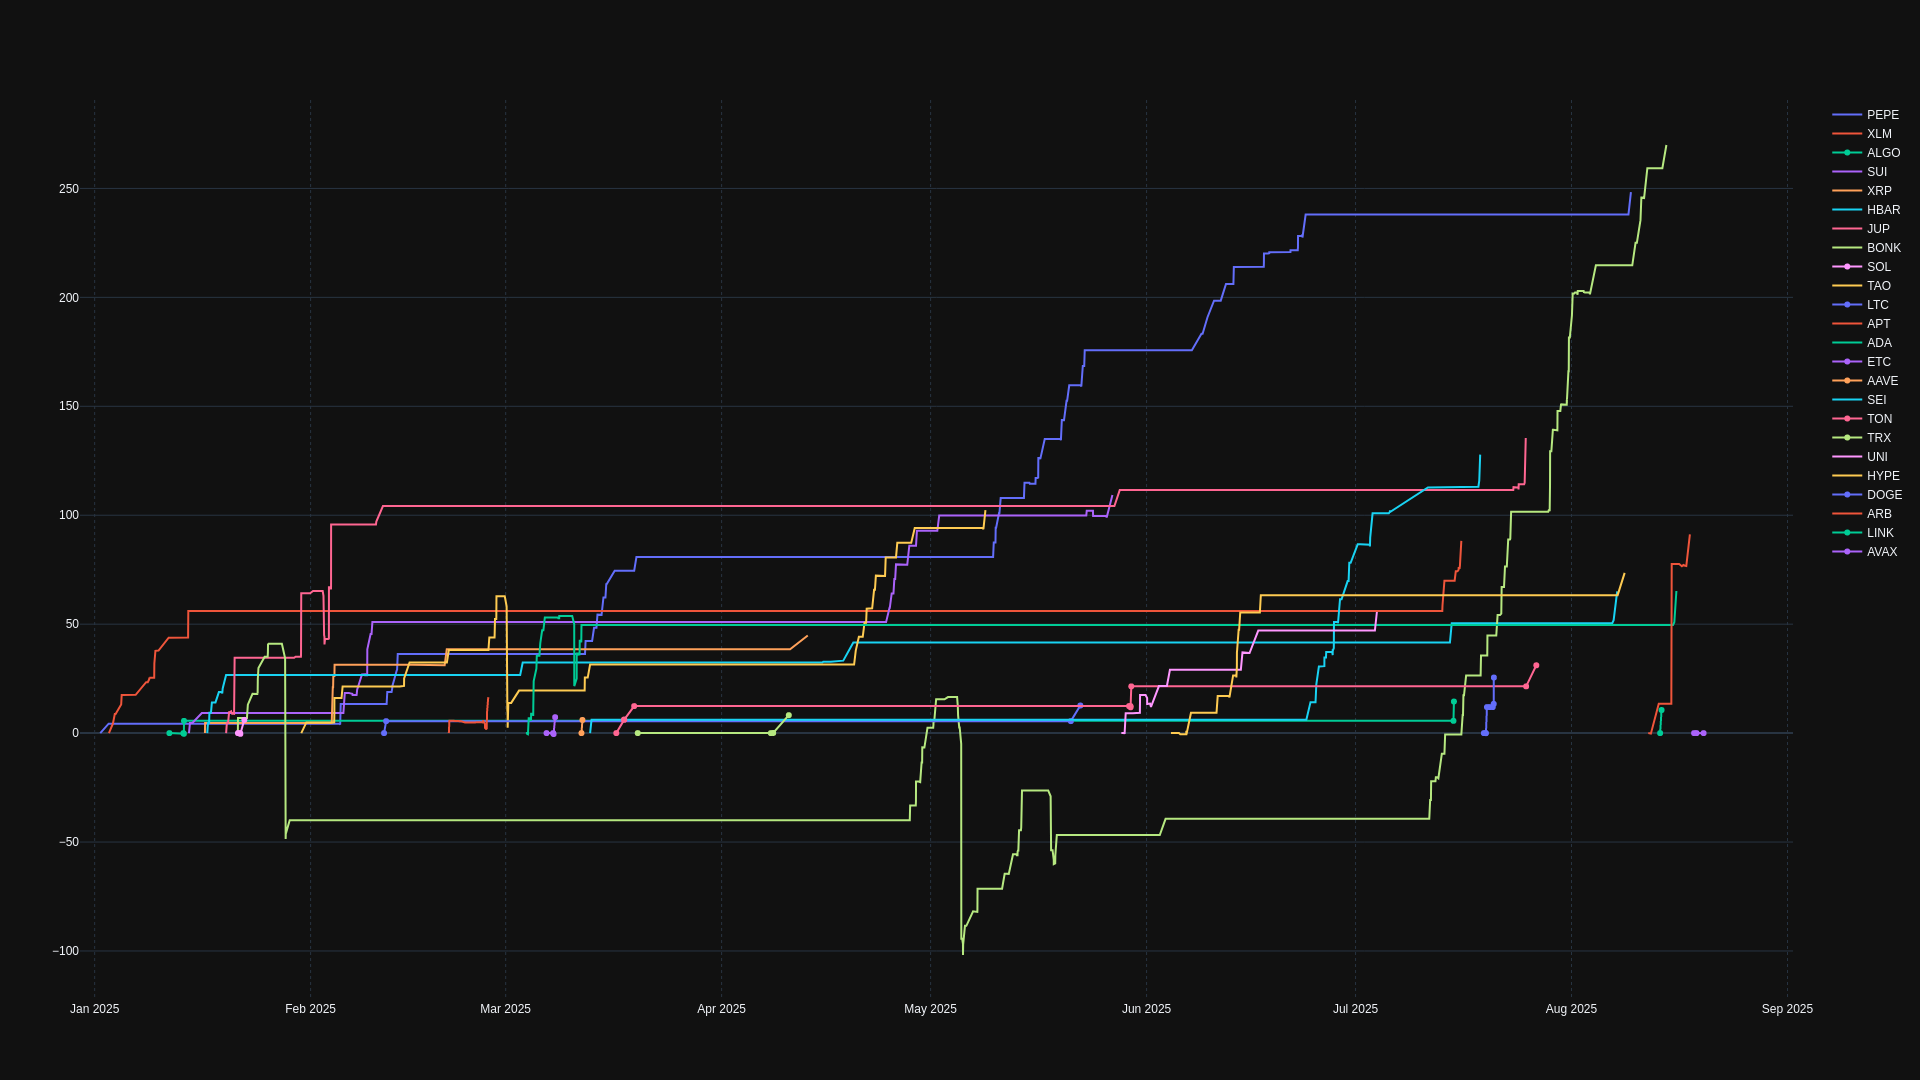 250
200
150
100
50
0
−50
−100
Jan 2025
Feb 2025
Mar 2025
Apr 2025
May 2025
Jun 2025
Jul 2025
Aug 2025
Sep 2025
PEPE
XLM
ALGO
SUI
XRP
HBAR
JUP
BONK
SOL
TAO
LTC
APT
ADA
ETC
AAVE
SEI
TON
TRX
UNI
HYPE
DOGE
ARB
LINK
AVAX